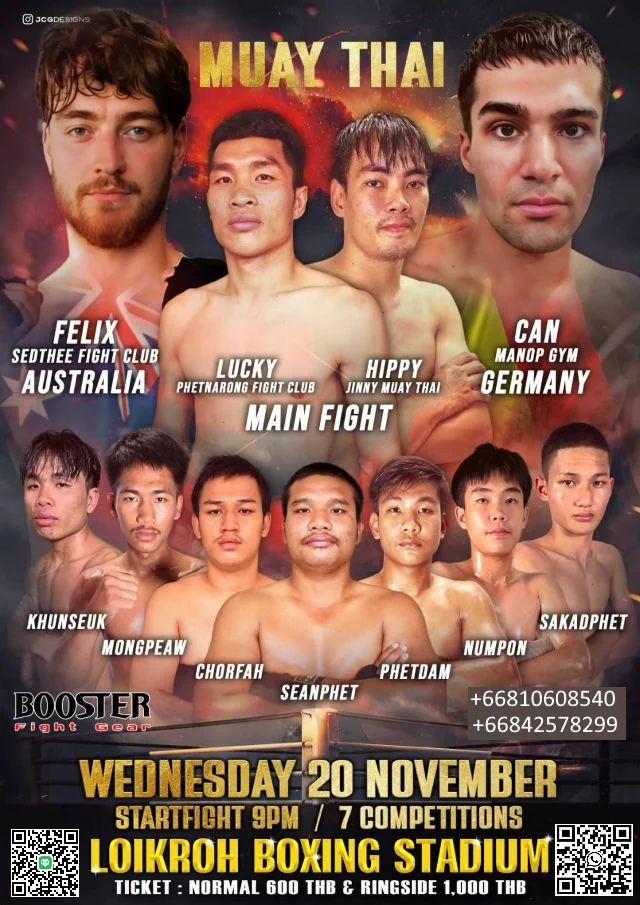 JCGDESIGNS
MUAY THAI
FELIX
SEDTHEE FIGHT CLUB
AUSTRALIA
LUCKY
PHETNARONG FIGHT CLUB
HIPPY
JINNY MUAY THAI
CAN
MANOP GYM
GERMANY
MAIN FIGHT
KHUNSEUK
MONGPEAW
CHORFAH
SEANPHET
PHETDAM
NUMPON
SAKADPHET
BOOSTER
Fight Gear
+66810608540
+66842578299
WEDNESDAY 20 NOVEMBER
STARTFIGHT 9PM / 7 COMPETITIONS
LOIKROH BOXING STADIUM
TICKET : NORMAL 600 THB & RINGSIDE 1,000 THB